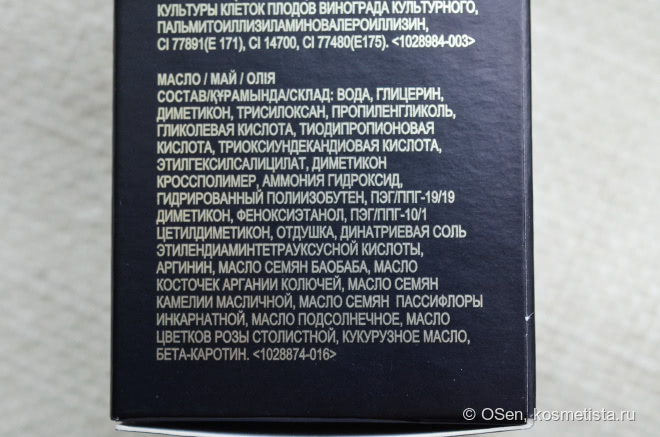 КУЛЬТУРЫ КЛЕТОК ПЛОДОВ ВИНОГРАДА КУЛЬТУРНОГО,
ПАЛЬМИТОИЛЛИЗИЛАМИНОВАЛЕРОИЛЛИЗИН,
CI 77891(E 171), CI 14700, CI 77480(E175). <1028984-003>
МАСЛО / МАЙ / ОЛІЯ
СОСТАВ/ҚҰРАМЫНДА/СКЛАД: ВОДА, ГЛИЦЕРИН,
ДИМЕТИКОН, ТРИСИЛОКСАН, ПРОПИЛЕНГЛИКОЛЬ,
ГЛИКОЛЕВАЯ КИСЛОТА, ТИОДИПРОПИОНОВАЯ
КИСЛОТА, ТРИОКСИУНДЕКАНДИОВАЯ КИСЛОТА,
ЭТИЛГЕКСИЛСАЛИЦИЛАТ, ДИМЕТИКОН
КРОССПОЛИМЕР, АММОНИЯ ГИДРОКСИД,
ГИДРИРОВАННЫЙ ПОЛИИЗОБУТЕН, ПЭГ/ППГ-19/19
ДИМЕТИКОН, ФЕНОКСИЭТАНОЛ, ПЭГ/ППГ-10/1
ЦЕТИЛДИМЕТИКОН, ОТДУШКА, ДИНАТРИЕВАЯ СОЛЬ
ЭТИЛЕНДИАМИНТЕТРАУКСУСНОЙ КИСЛОТЫ,
АРГИНИН, МАСЛО СЕМЯН БАОБАБА, МАСЛО
КОСТОЧЕК АРГАНИИ КОЛЮЧЕЙ, МАСЛО СЕМЯН
КАМЕЛИИ МАСЛИЧНОЙ, МАСЛО СЕМЯН ПАССИФЛОРЫ
ИНКАРНАТНОЙ, МАСЛО ПОДСОЛНЕЧНОЕ, МАСЛО
ЦВЕТКОВ РОЗЫ СТОЛИСТНОЙ, КУКУРУЗНОЕ МАСЛО,
БЕТА-КАРОТИН. <1028874-016>
© OSen, kosmetista.ru